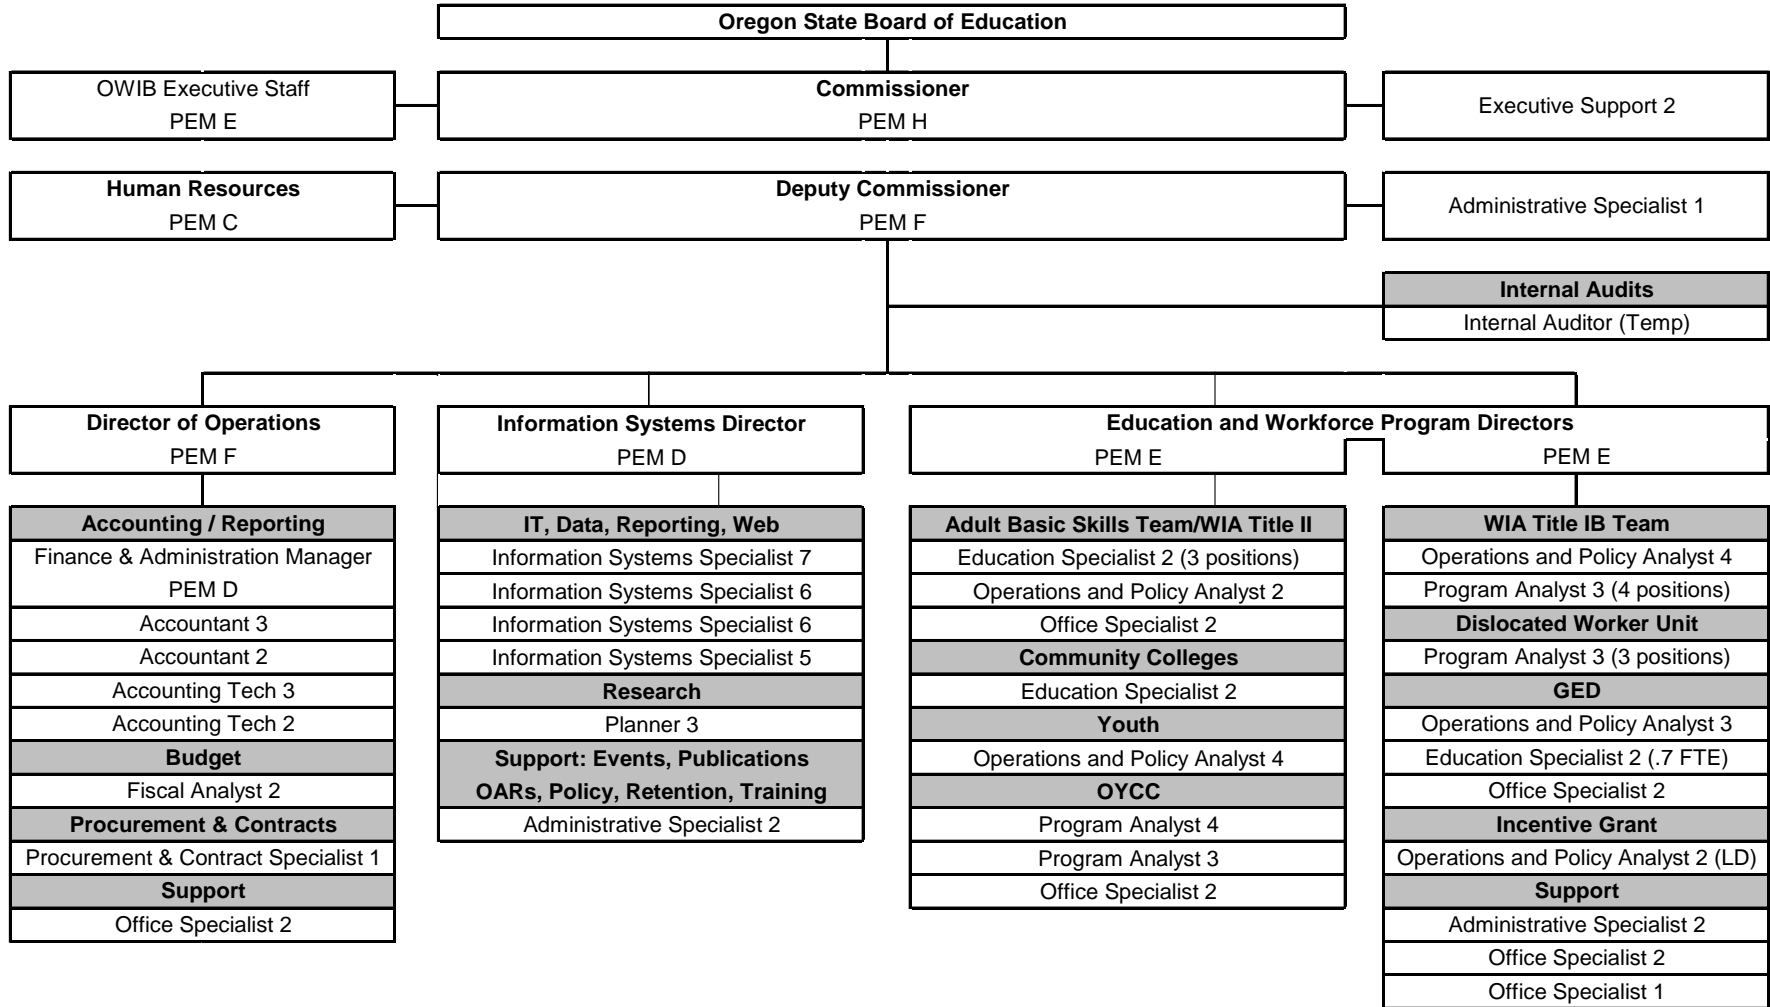 Oregon State Board of Education
OWIB Executive Staff
PEM E
Commissioner
PEM H
Executive Support 2
Human Resources
PEM C
Deputy Commissioner
PEM F
Administrative Specialist 1
Internal Audits
Internal Auditor (Temp)
Director of Operations
PEM F
Information Systems Director
PEM D
Education and Workforce Program Directors
PEM E
PEM E
Accounting / Reporting
Finance & Administration Manager
PEM D
Accountant 3
Accountant 2
Accounting Tech 3
Accounting Tech 2
Budget
Fiscal Analyst 2
Procurement & Contracts
Procurement & Contract Specialist 1
Support
Office Specialist 2
IT, Data, Reporting, Web
Information Systems Specialist 7
Information Systems Specialist 6
Information Systems Specialist 6
Information Systems Specialist 5
Research
Planner 3
Support: Events, Publications
OARs, Policy, Retention, Training
Administrative Specialist 2
Adult Basic Skills Team/WIA Title II
Education Specialist 2 (3 positions)
Operations and Policy Analyst 2
Office Specialist 2
Community Colleges
Education Specialist 2
Youth
Operations and Policy Analyst 4
OYCC
Program Analyst 4
Program Analyst 3
Office Specialist 2
WIA Title IB Team
Operations and Policy Analyst 4
Program Analyst 3 (4 positions)
Dislocated Worker Unit
Program Analyst 3 (3 positions)
GED
Operations and Policy Analyst 3
Education Specialist 2 (.7 FTE)
Office Specialist 2
Incentive Grant
Operations and Policy Analyst 2 (LD)
Support
Administrative Specialist 2
Office Specialist 2
Office Specialist 1